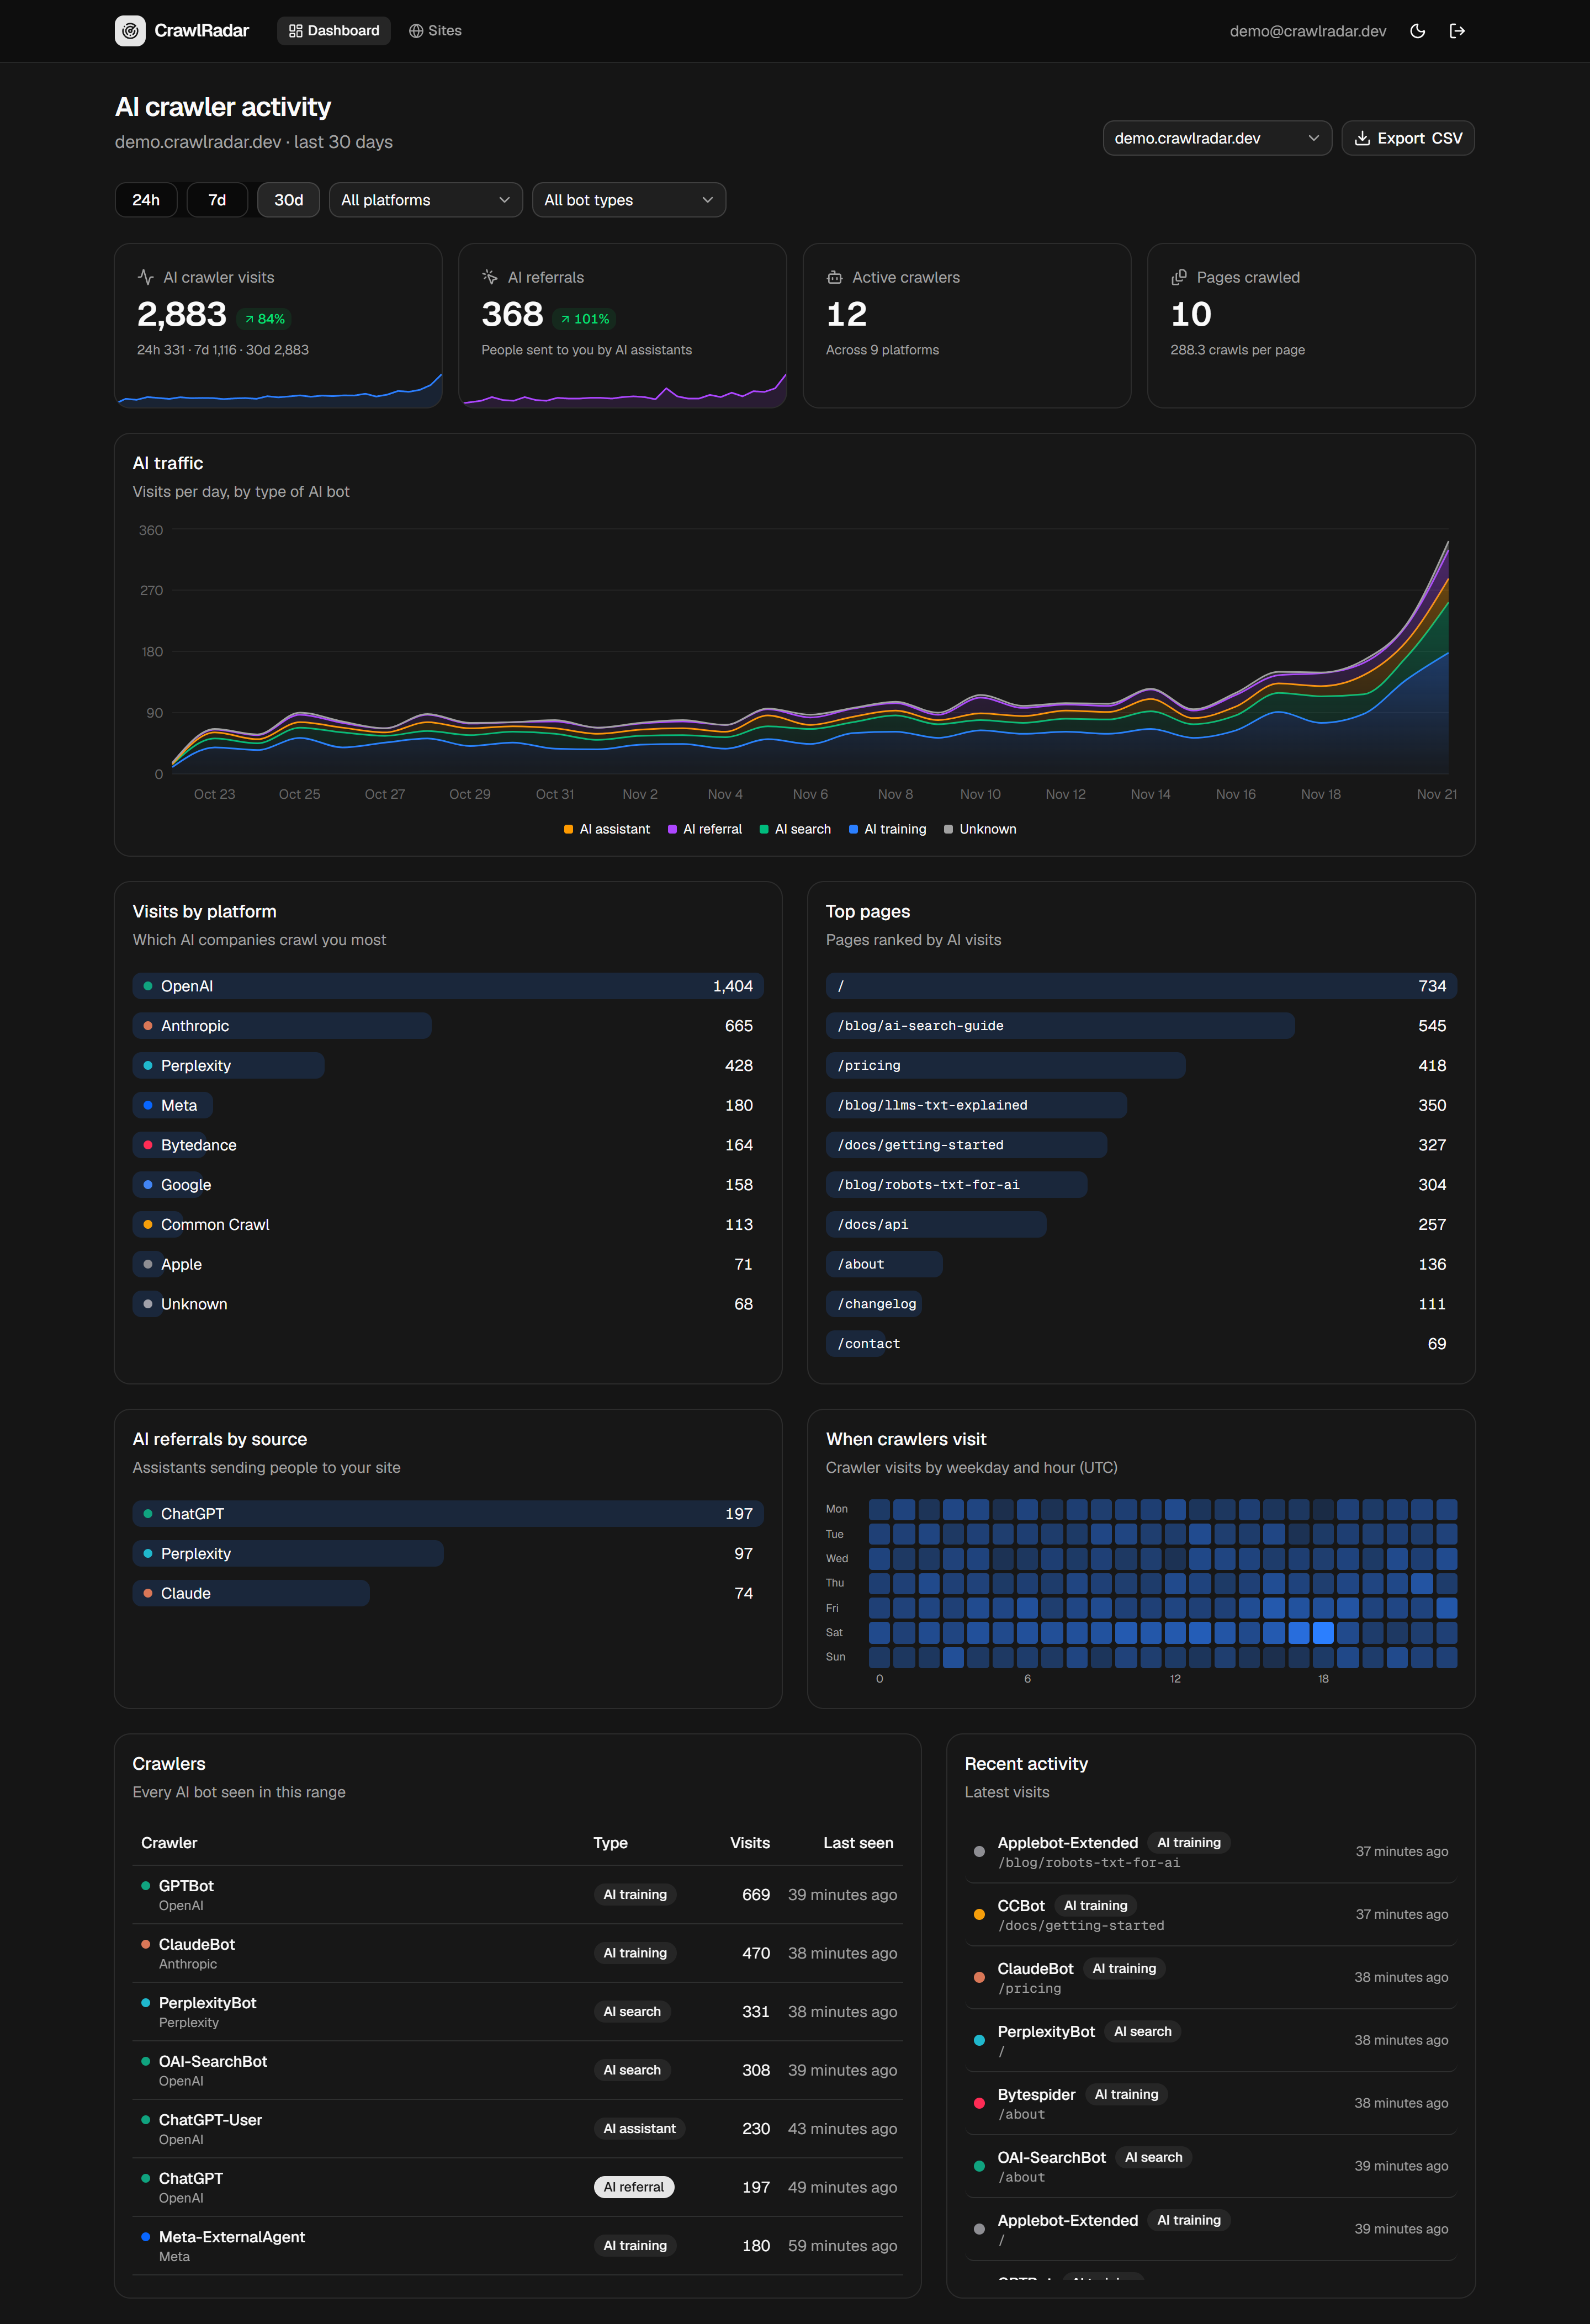 CrawlRadar Dashboard Sites demo@crawlradar.dev
AI crawler activity
demo.crawlradar.dev · last 30 days
demo.crawlradar.dev Export CSV
24h 7d 30d All platforms All bot types
AI crawler visits
2,883 84%
24h 331 · 7d 1,116 · 30d 2,883
AI referrals
368 101%
People sent to you by AI assistants
Active crawlers
12
Across 9 platforms
Pages crawled
10
288.3 crawls per page
AI traffic
Visits per day, by type of AI bot
360
270
180
90
0
Oct 23 Oct 25 Oct 27 Oct 29 Oct 31 Nov 2 Nov 4 Nov 6 Nov 8 Nov 10 Nov 12 Nov 14 Nov 16 Nov 18 Nov 21
AI assistant AI referral AI search AI training Unknown
Visits by platform
Which AI companies crawl you most
OpenAI 1,404
Anthropic 665
Perplexity 428
Meta 180
Bytedance 164
Google 158
Common Crawl 113
Apple 71
Unknown 68
Top pages
Pages ranked by AI visits
/ 734
/blog/ai-search-guide 545
/pricing 418
/blog/llms-txt-explained 350
/docs/getting-started 327
/blog/robots-txt-for-ai 304
/docs/api 257
/about 136
/changelog 111
/contact 69
AI referrals by source
Assistants sending people to your site
ChatGPT 197
Perplexity 97
Claude 74
When crawlers visit
Crawler visits by weekday and hour (UTC)
Mon
Tue
Wed
Thu
Fri
Sat
Sun
0 6 12 18
Crawlers
Every AI bot seen in this range
Crawler Type Visits Last seen
GPTBot
OpenAI
AI training 669 39 minutes ago
ClaudeBot
Anthropic
AI training 470 38 minutes ago
PerplexityBot
Perplexity
AI search 331 38 minutes ago
OAI-SearchBot
OpenAI
AI search 308 39 minutes ago
ChatGPT-User
OpenAI
AI assistant 230 43 minutes ago
ChatGPT
OpenAI
AI referral 197 49 minutes ago
Meta-ExternalAgent
Meta
AI training 180 59 minutes ago
Recent activity
Latest visits
Applebot-Extended AI training
/blog/robots-txt-for-ai
37 minutes ago
CCBot AI training
/docs/getting-started
37 minutes ago
ClaudeBot AI training
/pricing
38 minutes ago
PerplexityBot AI search
/
38 minutes ago
Bytespider AI training
/about
38 minutes ago
OAI-SearchBot AI search
/about
39 minutes ago
Applebot-Extended AI training
/
39 minutes ago